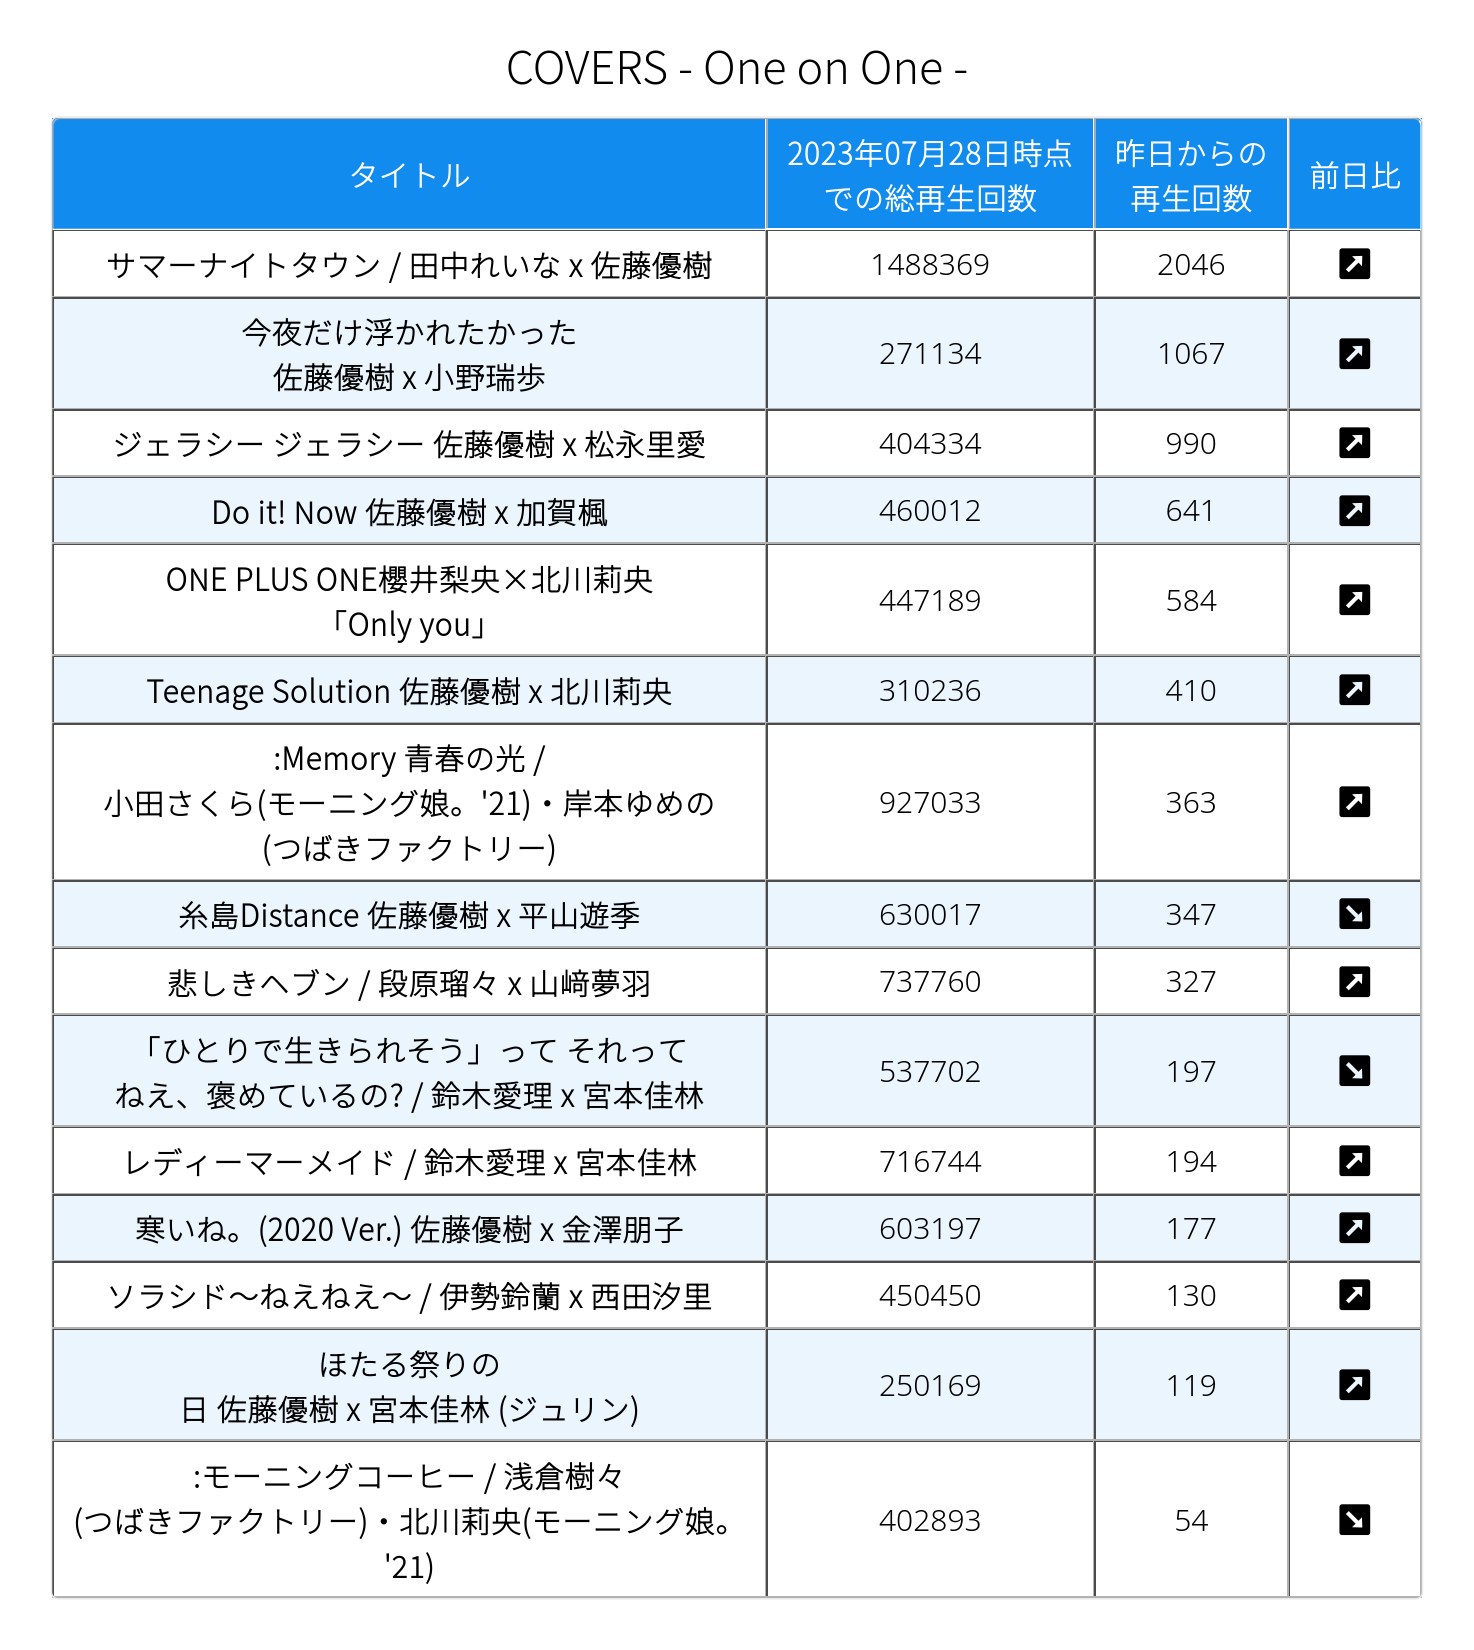 COVERS - One on One -
タイトル
2023年07月28日時点
での総再生回数
昨日からの
再生回数
前日比
サマーナイトタウン / 田中れいな x 佐藤優樹
1488369
2046
今夜だけ浮かれたかった
佐藤優樹 x 小野瑞歩
271134
1067
ジェラシー ジェラシー 佐藤優樹 x 松永里愛
404334
990
Do it! Now 佐藤優樹 x 加賀楓
460012
641
ONE PLUS ONE櫻井梨央×北川莉央
「Only you」
447189
584
Teenage Solution 佐藤優樹 x 北川莉央
310236
410
:Memory 青春の光 /
小田さくら(モーニング娘。'21)・岸本ゆめの
(つばきファクトリー)
927033
363
糸島Distance 佐藤優樹 x 平山遊季
630017
347
悲しきヘブン / 段原瑠々 x 山﨑夢羽
737760
327
「ひとりで生きられそう」って それって
ねえ、褒めているの? / 鈴木愛理 x 宮本佳林
537702
197
レディーマーメイド / 鈴木愛理 x 宮本佳林
716744
194
寒いね。(2020 Ver.) 佐藤優樹 x 金澤朋子
603197
177
ソラシド〜ねえねえ〜 / 伊勢鈴蘭 x 西田汐里
450450
130
ほたる祭りの
日 佐藤優樹 x 宮本佳林 (ジュリン)
250169
119
:モーニングコーヒー / 浅倉樹々
(つばきファクトリー)・北川莉央(モーニング娘。
'21)
402893
54